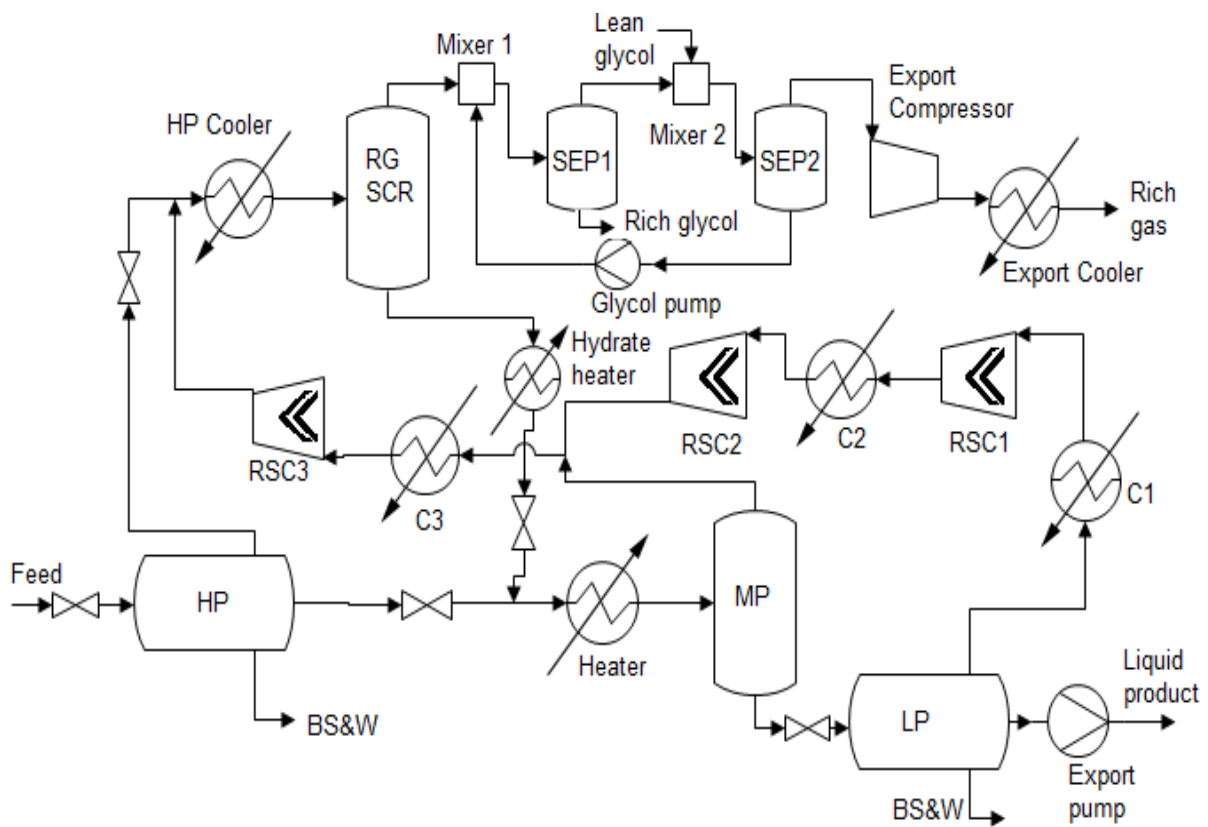 Lean
glycol
Mixer 1
Export
Compressor
HP Cooler
Mixer 2
RG
SCR
SEP1
SEP2
Rich
gas
Rich glycol
Export Cooler
Glycol pump
Hydrate
heater
RSC2
C2
RSC1
RSC3
C3
C1
Feed
HP
MP
Heater
Liquid
product
BS&W
LP
Export
pump
BS&W